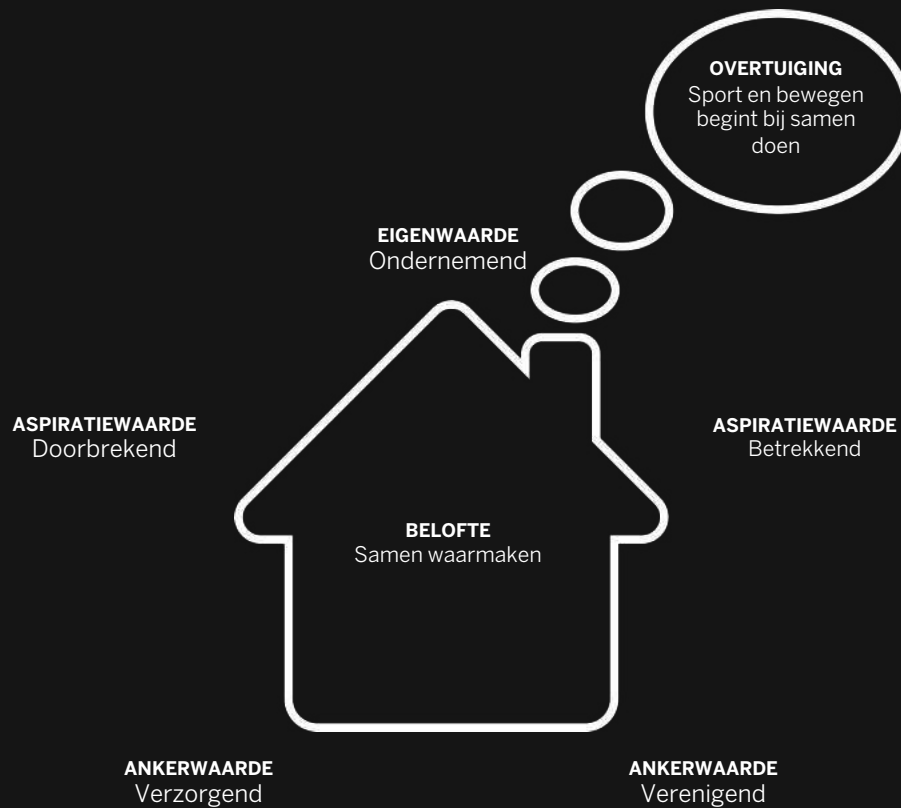 OVERTUIGING
Sport en bewegen
begint bij samen
doen
EIGENWAARDE
Ondernemend
ASPIRATIEWAARDE
Doorbrekend
ASPIRATIEWAARDE
Betrekkend
BELOFTE
Samen waarmaken
ANKERWAARDE
Verzorgend
ANKERWAARDE
Verenigend